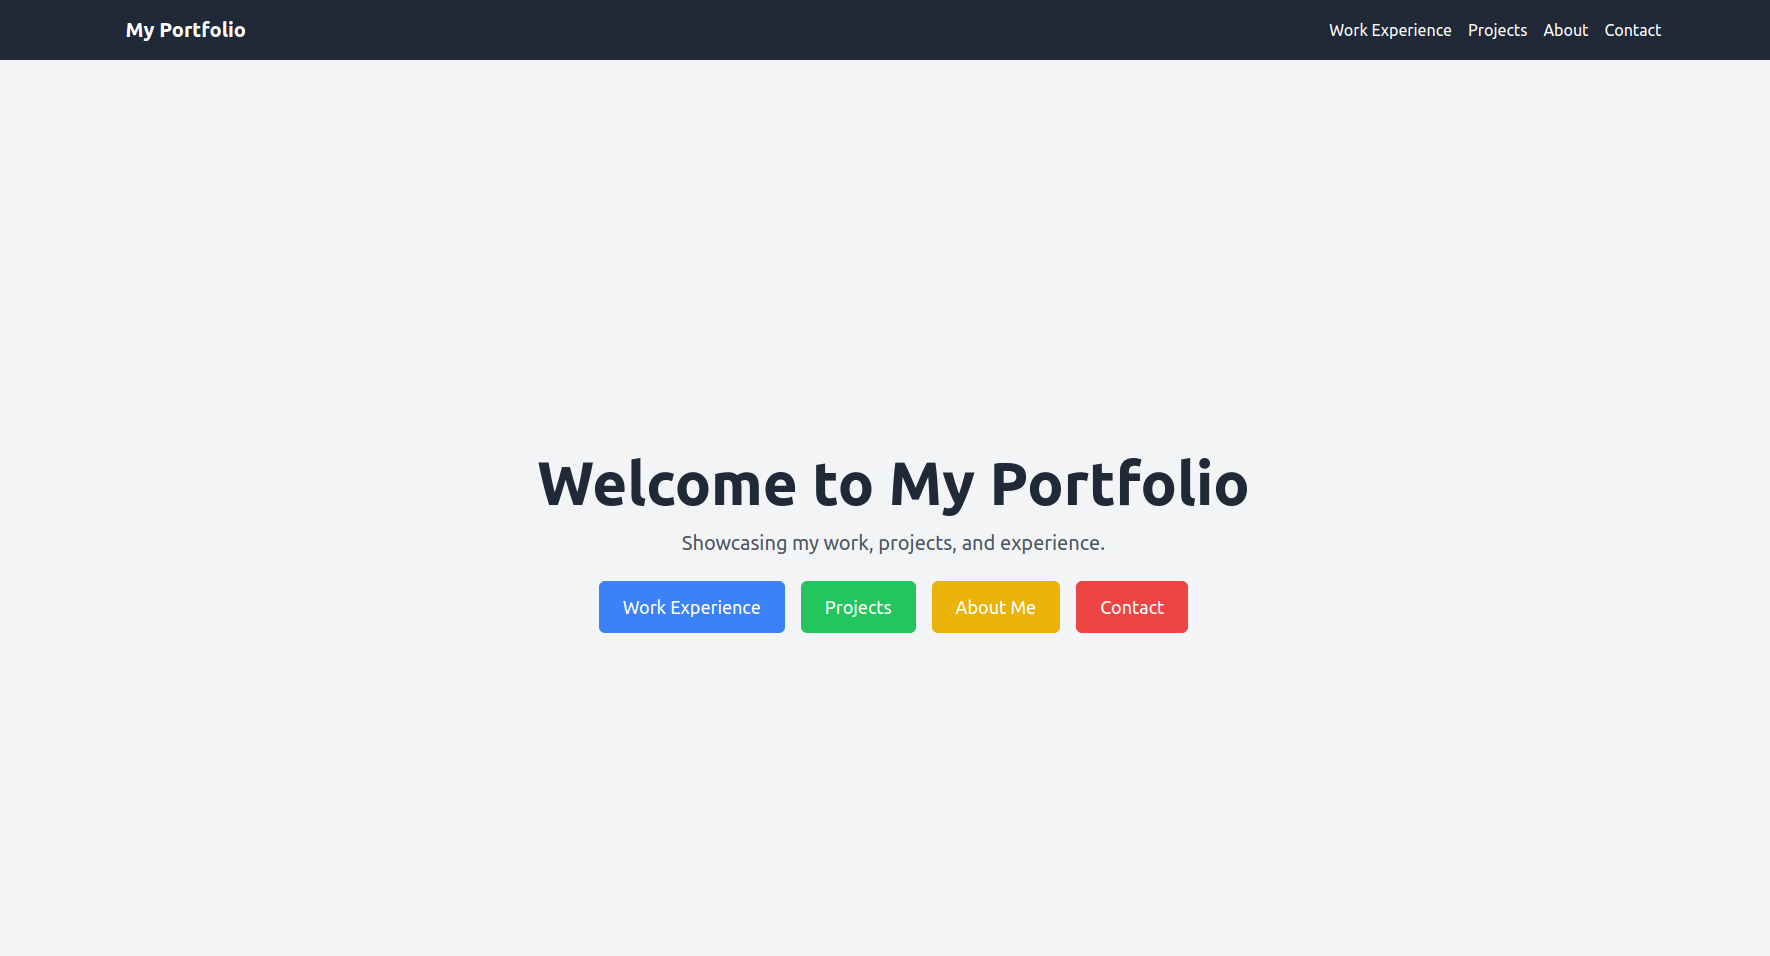 My Portfolio
Work Experience Projects About Contact
Welcome to My Portfolio
Showcasing my work, projects, and experience.
Work Experience Projects About Me Contact